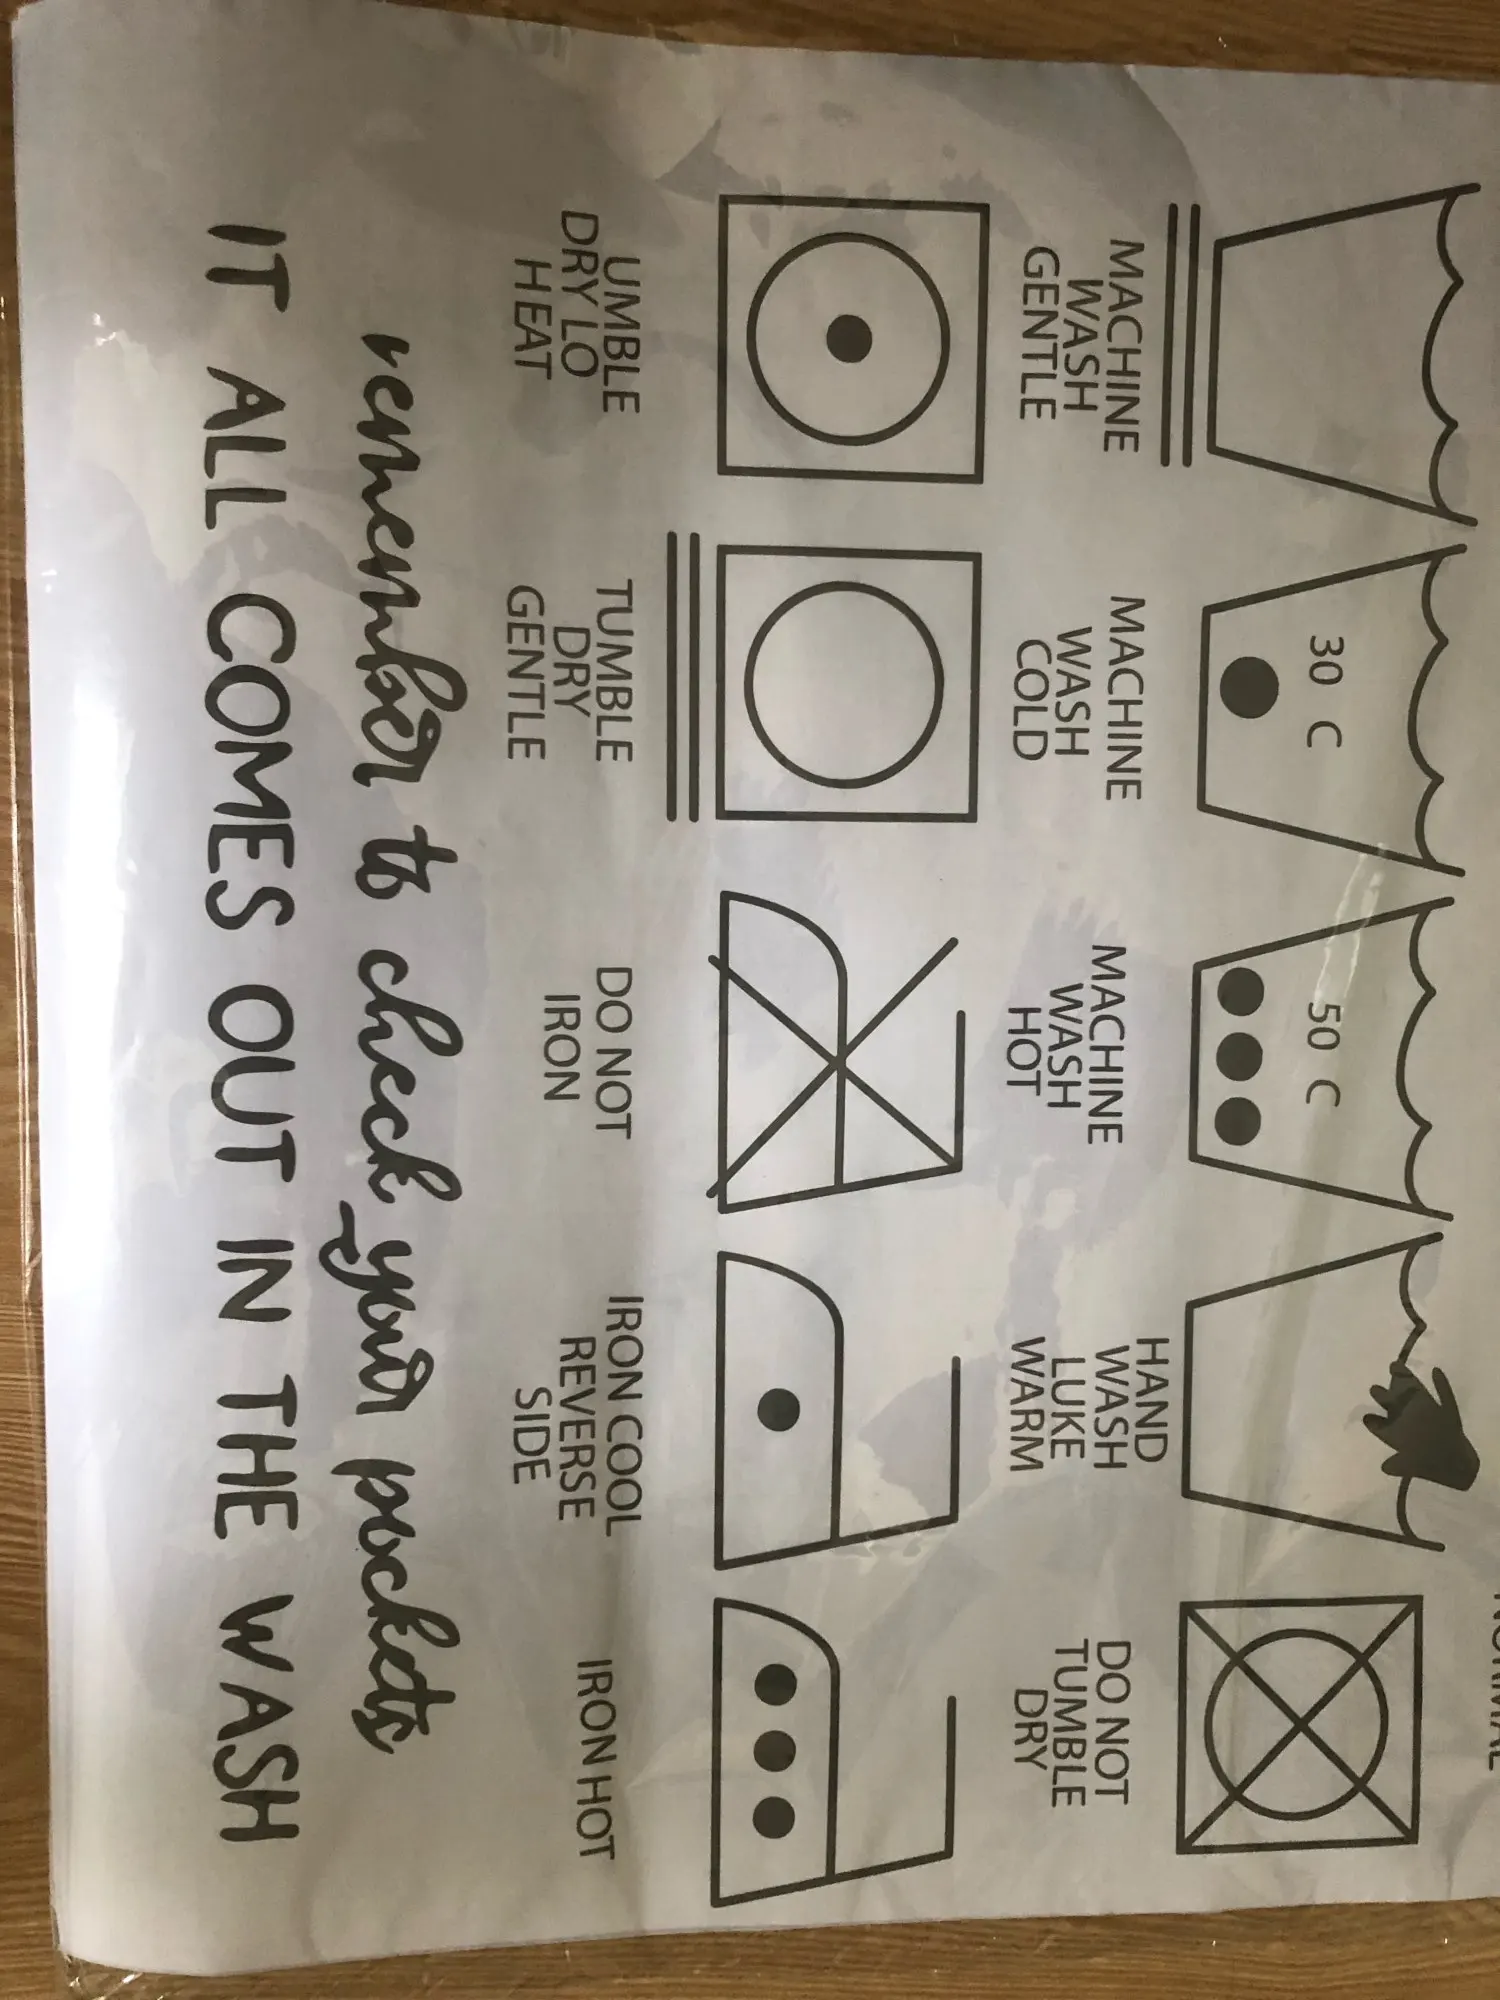 NORMAL
30 C
50 C
MACHINE
WASH
GENTLE
MACHINE
WASH
COLD
MACHINE
WASH
HOT
HAND
WASH
LUKE
WARM
DO NOT
TUMBLE
DRY
UMBLE
DRY LO
HEAT
TUMBLE
DRY
GENTLE
DO NOT
IRON
IRON COOL
REVERSE
SIDE
IRON HOT
remember to check your pockets
IT ALL COMES OUT IN THE WASH